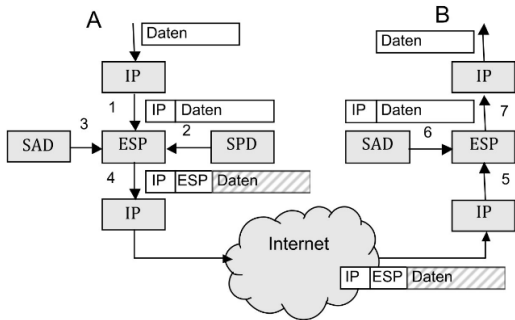 A
Daten
IP
1
IP Daten
SAD
3
ESP
2
SPD
4
IP ESP Daten
IP
Internet
B
Daten
IP
IP Daten
7
SAD
6
ESP
5
IP
IP ESP Daten